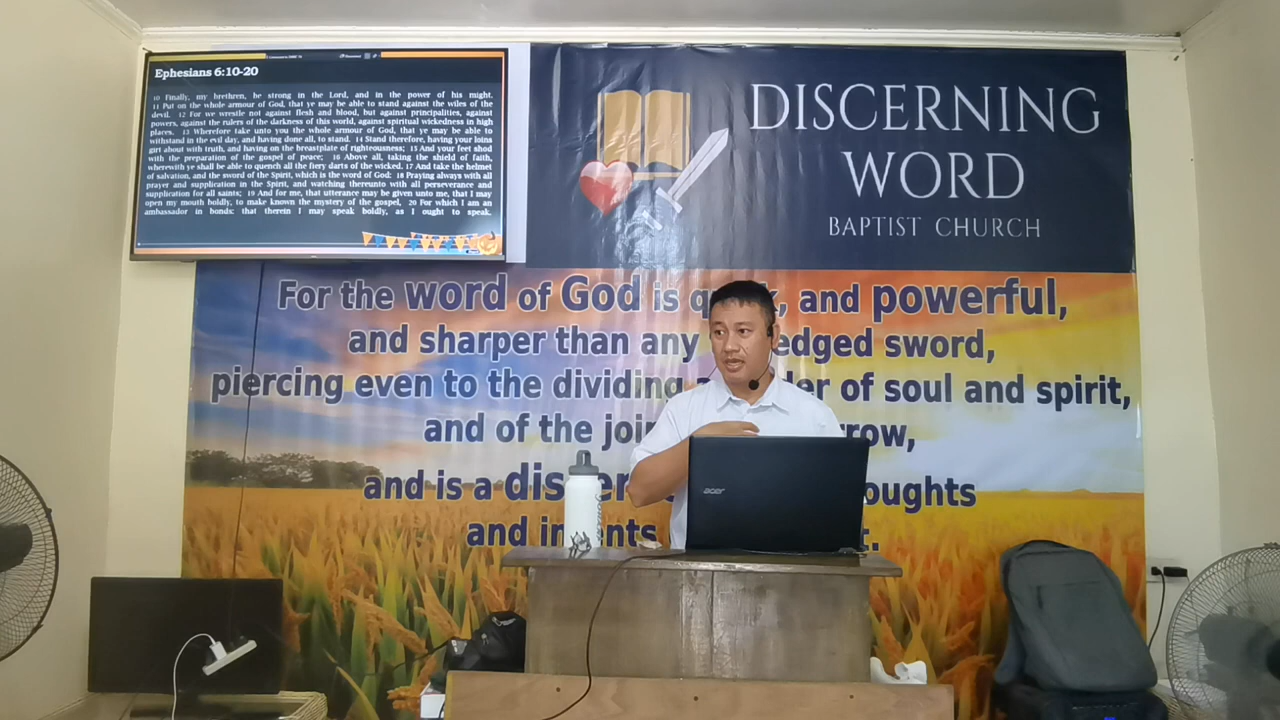 Ephesians 6:10-20
10 Finally, my brethren, be strong in the Lord, and in the power of his might.
11 Put on the whole armour of God, that ye may be able to stand against the wiles of the
devil. 12 For we wrestle not against flesh and blood, but against principalities, against
powers, against the rulers of the darkness of this world, against spiritual wickedness in high
places. 13 Wherefore take unto you the whole armour of God, that ye may be able to
withstand in the evil day, and having done all, to stand. 14 Stand therefore, having your loins
girt about with truth, and having on the breastplate of righteousness; 15 And your feet shod
with the preparation of the gospel of peace; 16 Above all, taking the shield of faith,
wherewith ye shall be able to quench all the fiery darts of the wicked. 17 And take the helmet
of salvation, and the sword of the Spirit, which is the word of God: 18 Praying always with all
prayer and supplication in the Spirit, and watching thereunto with all perseverance and
supplication for all saints; 19 And for me, that utterance may be given unto me, that I may
open my mouth boldly, to make known the mystery of the gospel, 20 For which I am an
ambassador in bonds: that therein I may speak boldly, as I ought to speak.
DISCERNING
WORD
BAPTIST CHURCH
For the word of God is and powerful,
and sharper than any edged sword,
piercing even to the dividing of soul and spirit,
and of the
and is a
and
acer